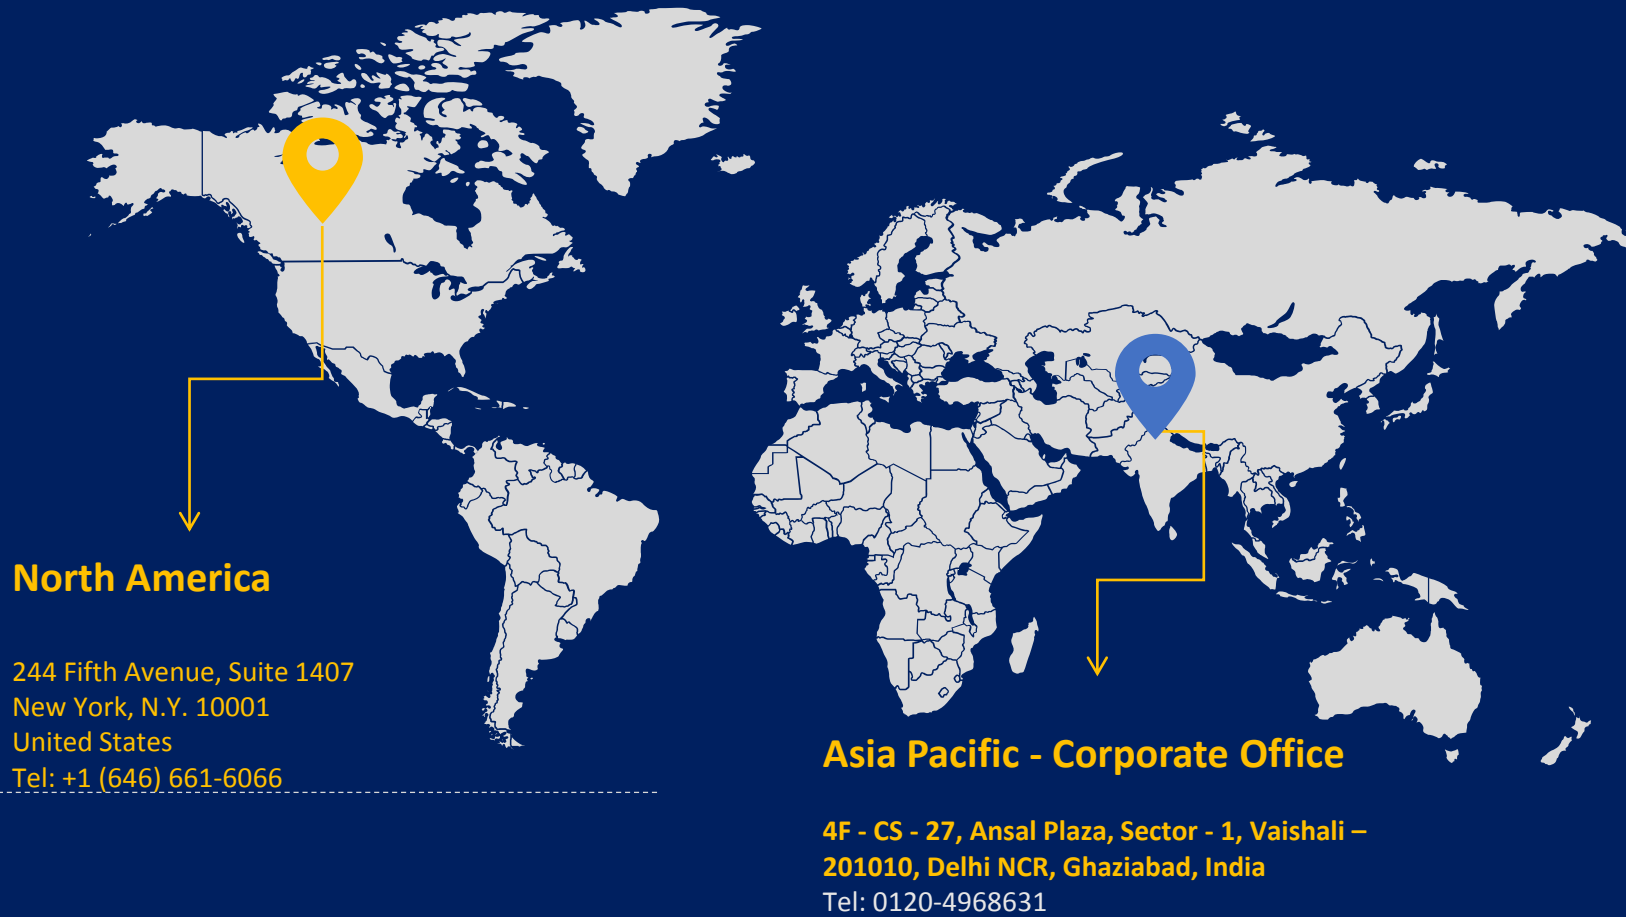 North America
244 Fifth Avenue, Suite 1407
New York, N.Y. 10001
United States
Tel: +1 (646) 661-6066
Asia Pacific - Corporate Office
4F - CS - 27, Ansal Plaza, Sector - 1, Vaishali –
201010, Delhi NCR, Ghaziabad, India
Tel: 0120-4968631